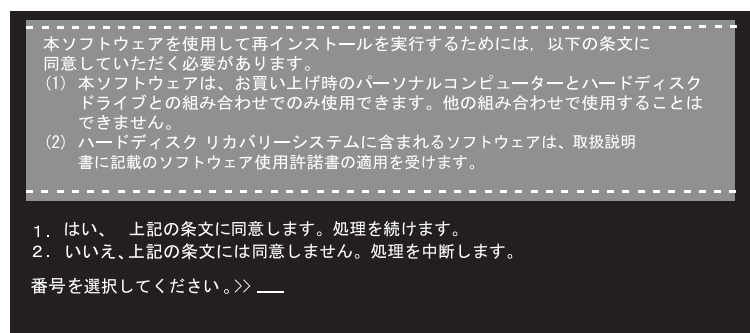 本ソフトウェアを使用して再インストールを実行するためには, 以下の条文に
同意していただく必要があります。
(1) 本ソフトウェアは、お買い上げ時のパーソナルコンピューターとハードディスク
ドライブとの組み合わせでのみ使用できます。他の組み合わせで使用することは
できません。
(2) ハードディスク リカバリーシステムに含まれるソフトウェアは、取扱説明
書に記載のソフトウェア使用許諾書の適用を受けます。
1. はい、 上記の条文に同意します。処理を続けます。
2. いいえ、上記の条文には同意しません。処理を中断します。
番号を選択してください。>> __